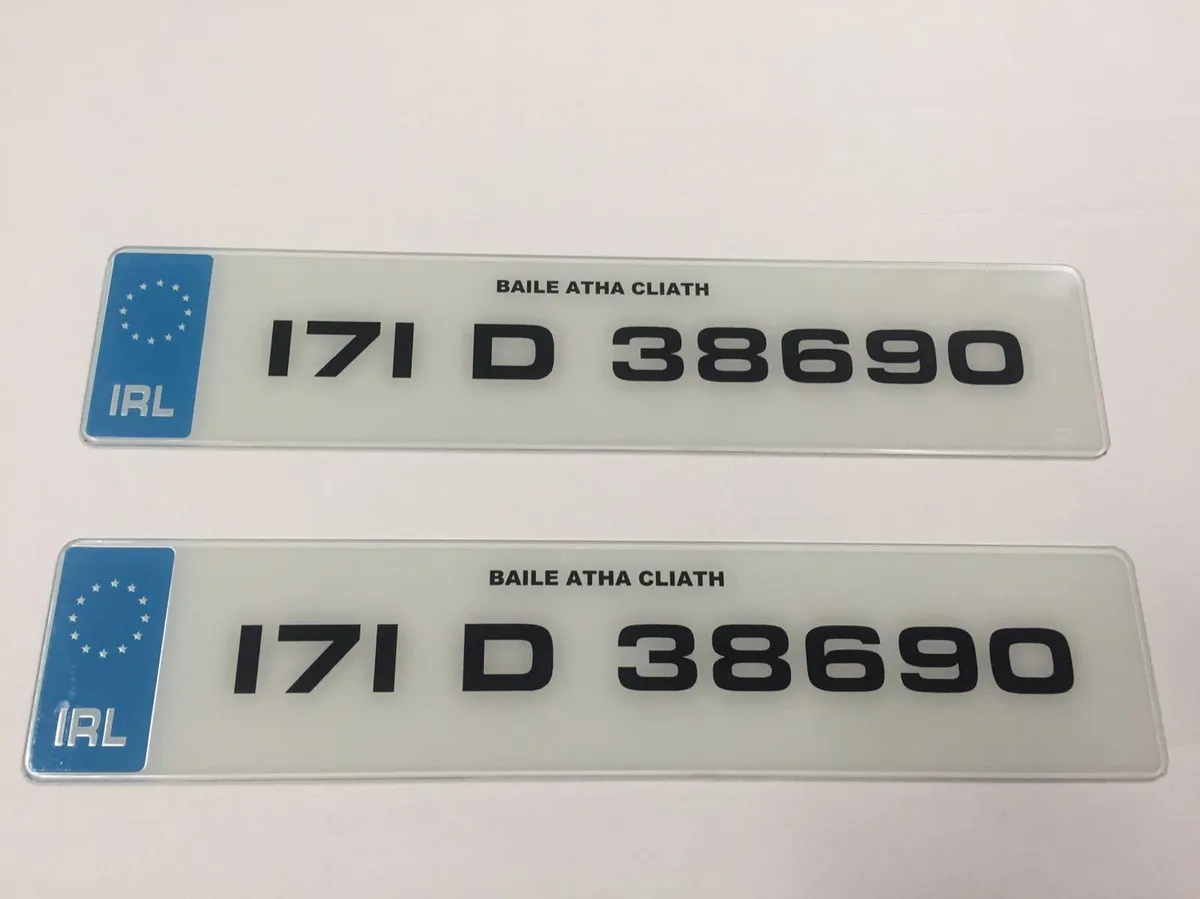 BAILE ATHA CLIATH
IRL 171 D 38690
BAILE ATHA CLIATH
IRL 171 D 38690